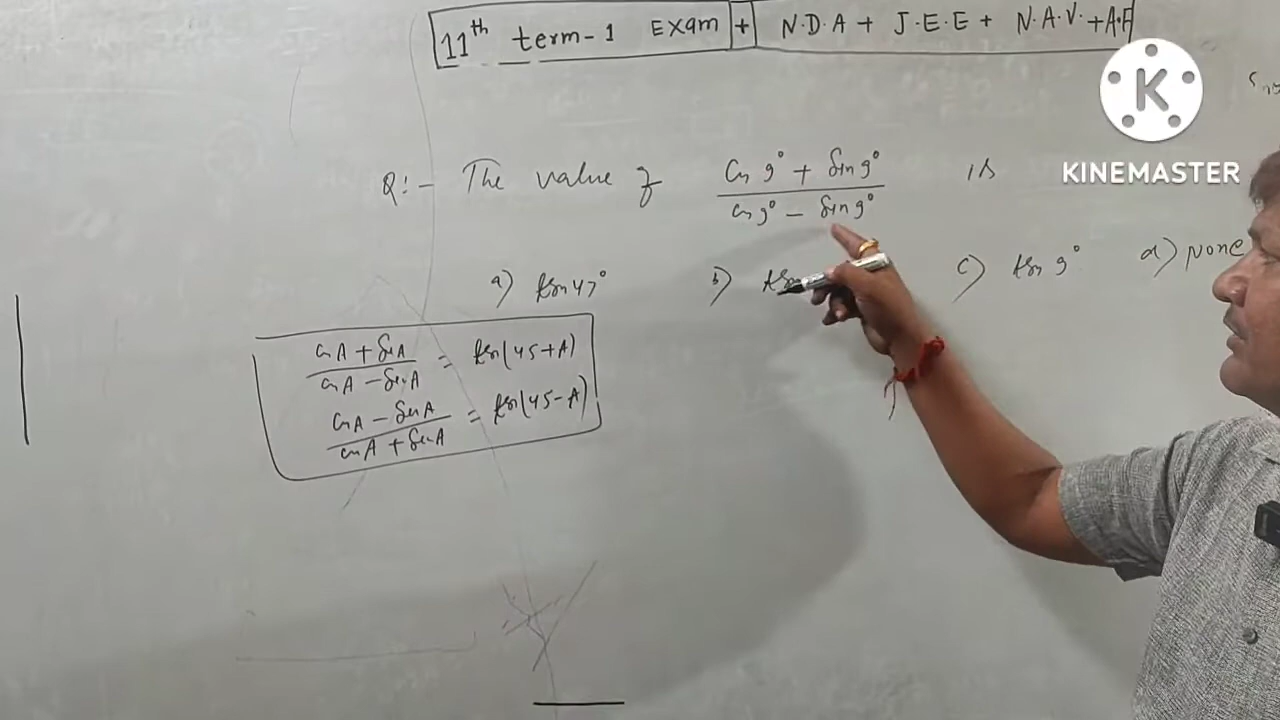 11th term-1 Exam + N.D.A + J.E.E + N.A.V. + A.F
KINEMASTER
Q:- The value of (cos 9° + sin 9°) / (cos 9° - sin 9°) is
a) tan 47° b) tan c) tan 9° d) None
(cos A + sin A) / (cos A - sin A) = tan(45+A)
(cos A - sin A) / (cos A + sin A) = tan(45-A)